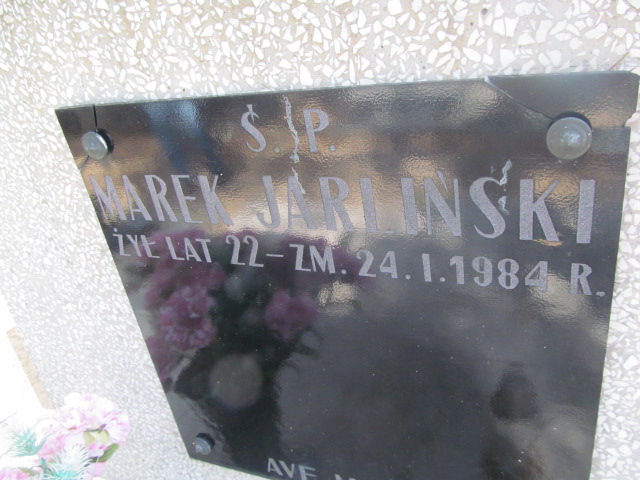 Ś.P.
MAREK JARLIŃSKI
ŻYŁ LAT 22-ZM. 24.I.1984 R.
AVE